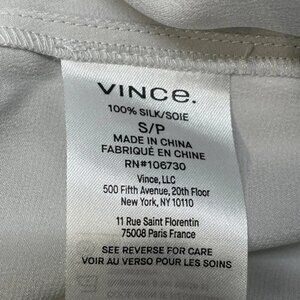 VINCe.
100% SILK/SOIE
S/P
MADE IN CHINA
FABRIQUÉ EN CHINE
RN#106730
Vince, LLC
500 Fifth Avenue, 20th Floor
New York, NY 10110
11 Rue Saint Florentin
75008 Paris France
SEE REVERSE FOR CARE
VOIR AU VERSO POUR LES SOINS